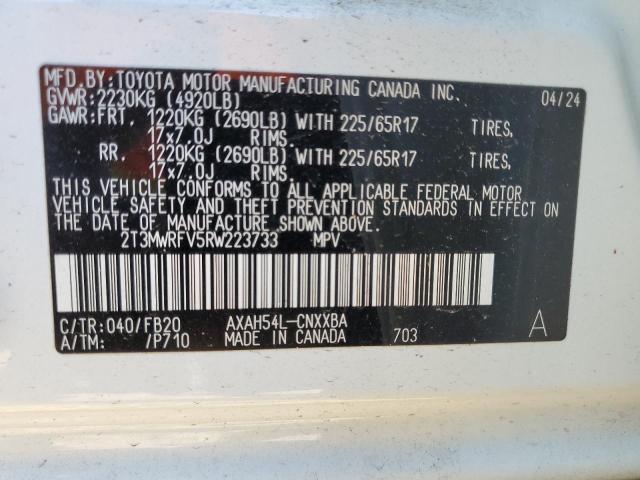 MFD. BY: TOYOTA MOTOR MANUFACTURING CANADA INC. 04/24
GVWR: 2230KG (4920LB)
GAWR: FRT. 1220KG (2690LB) WITH 225/65R17 TIRES,
17x7.0J RIMS.
RR. 1220KG (2690LB) WITH 225/65R17 TIRES,
17x7.0J RIMS.
THIS VEHICLE CONFORMS TO ALL APPLICABLE FEDERAL MOTOR
VEHICLE SAFETY AND THEFT PREVENTION STANDARDS IN EFFECT ON
THE DATE OF MANUFACTURE SHOWN ABOVE.
2T3MWRFV5RW223733 MPV
C/TR: 040/FB20 AXAH54L-CNXXBA
A/TM: /P710 MADE IN CANADA 703 A